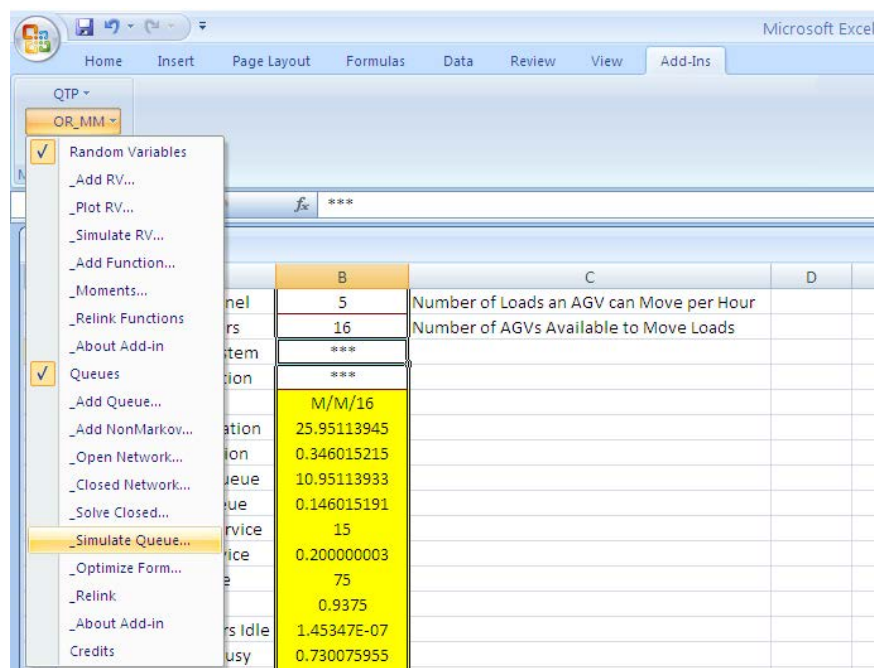 Microsoft Excel
Home Insert Page Layout Formulas Data Review View Add-Ins
QTP
OR_MM
Random Variables
_Add RV...
_Plot RV...
_Simulate RV...
_Add Function...
_Moments...
_Relink Functions
_About Add-in
Queues
_Add Queue...
_Add NonMarkov...
_Open Network...
_Closed Network...
_Solve Closed...
_Simulate Queue...
_Optimize Form...
_Relink
_About Add-in
Credits
fx ***
B C D
nel 5 Number of Loads an AGV can Move per Hour
rs 16 Number of AGVs Available to Move Loads
stem ***
tion ***
M/M/16
ation 25.95113945
ion 0.346015215
ueue 10.95113933
eue 0.146015191
rvice 15
vice 0.200000003
e 75
0.9375
rs Idle 1.45347E-07
usy 0.730075955